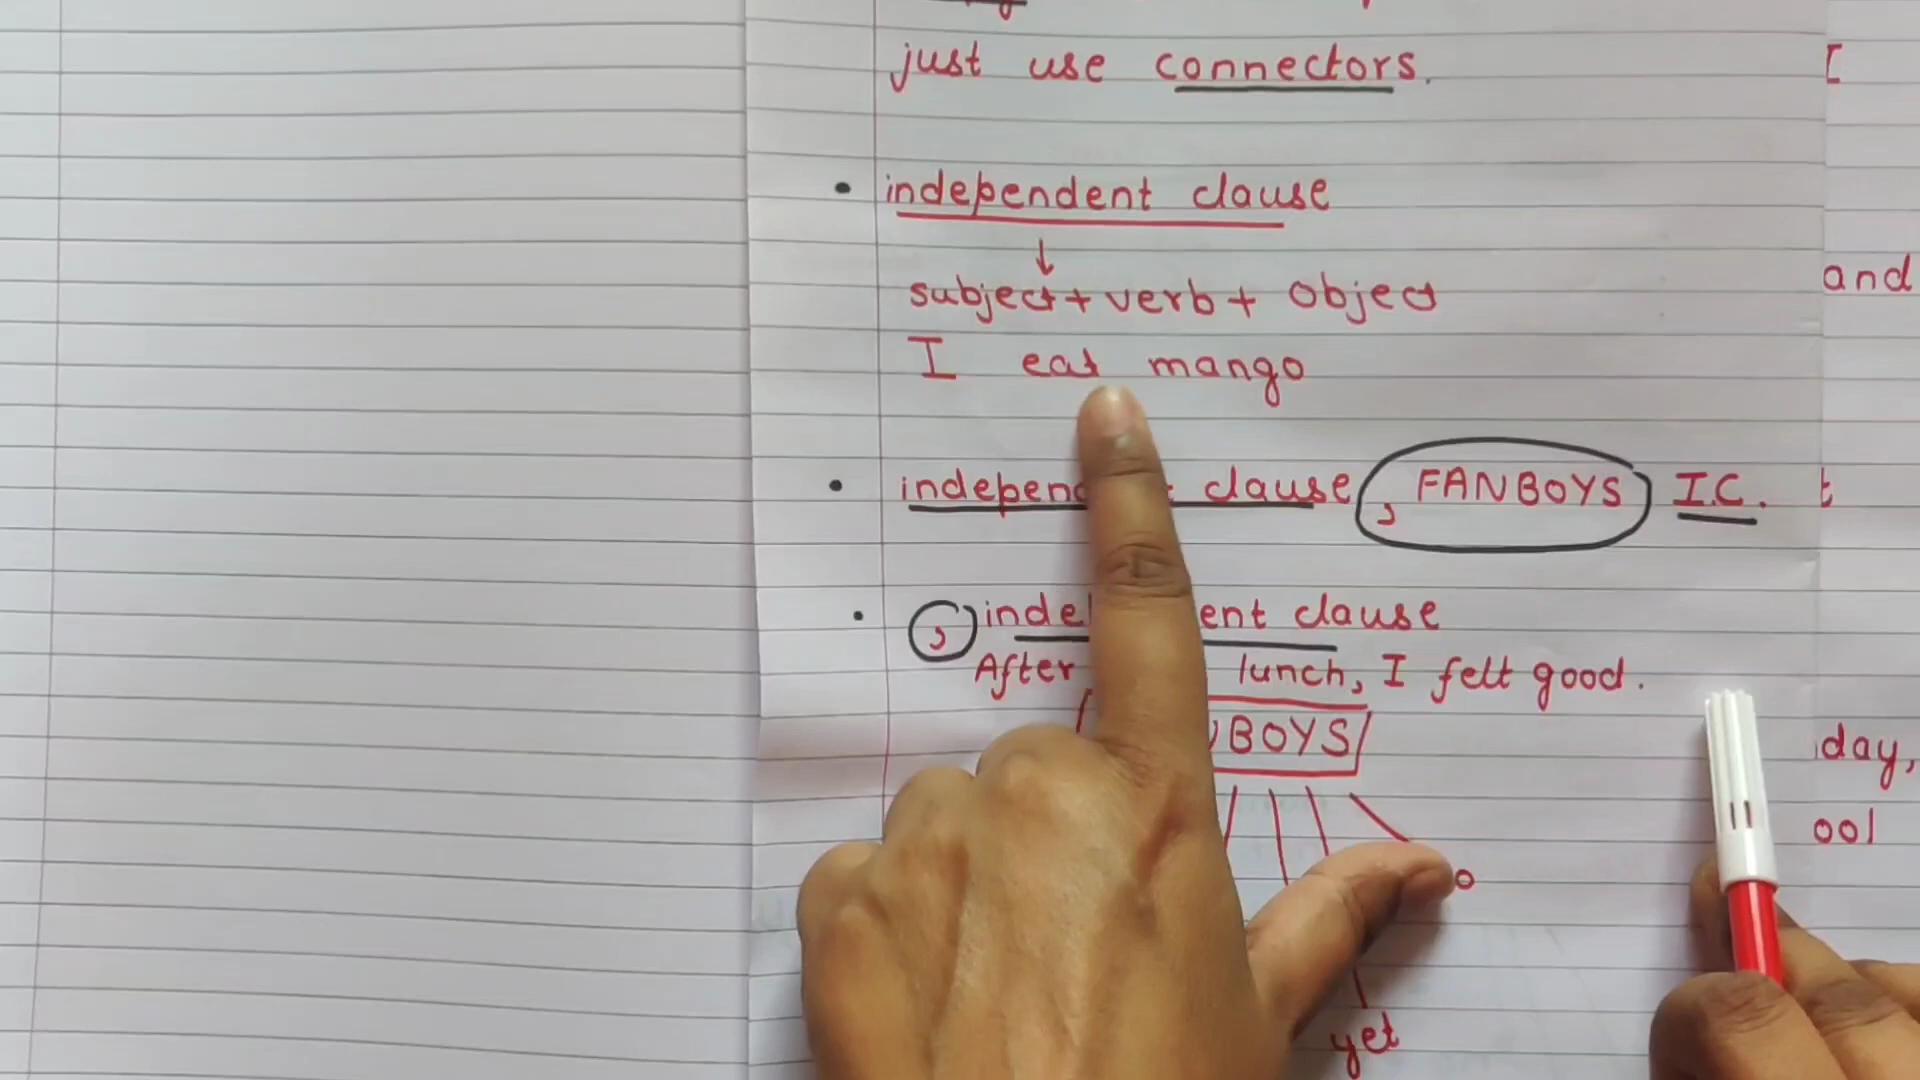 just use connectors.
• independent clause
↓
subject + verb + Object
I eat mango
• independent clause, FANBOYS I.C.
• , independent clause
After lunch, I felt good.
BOYS
yet
I
and
t
day,
ool